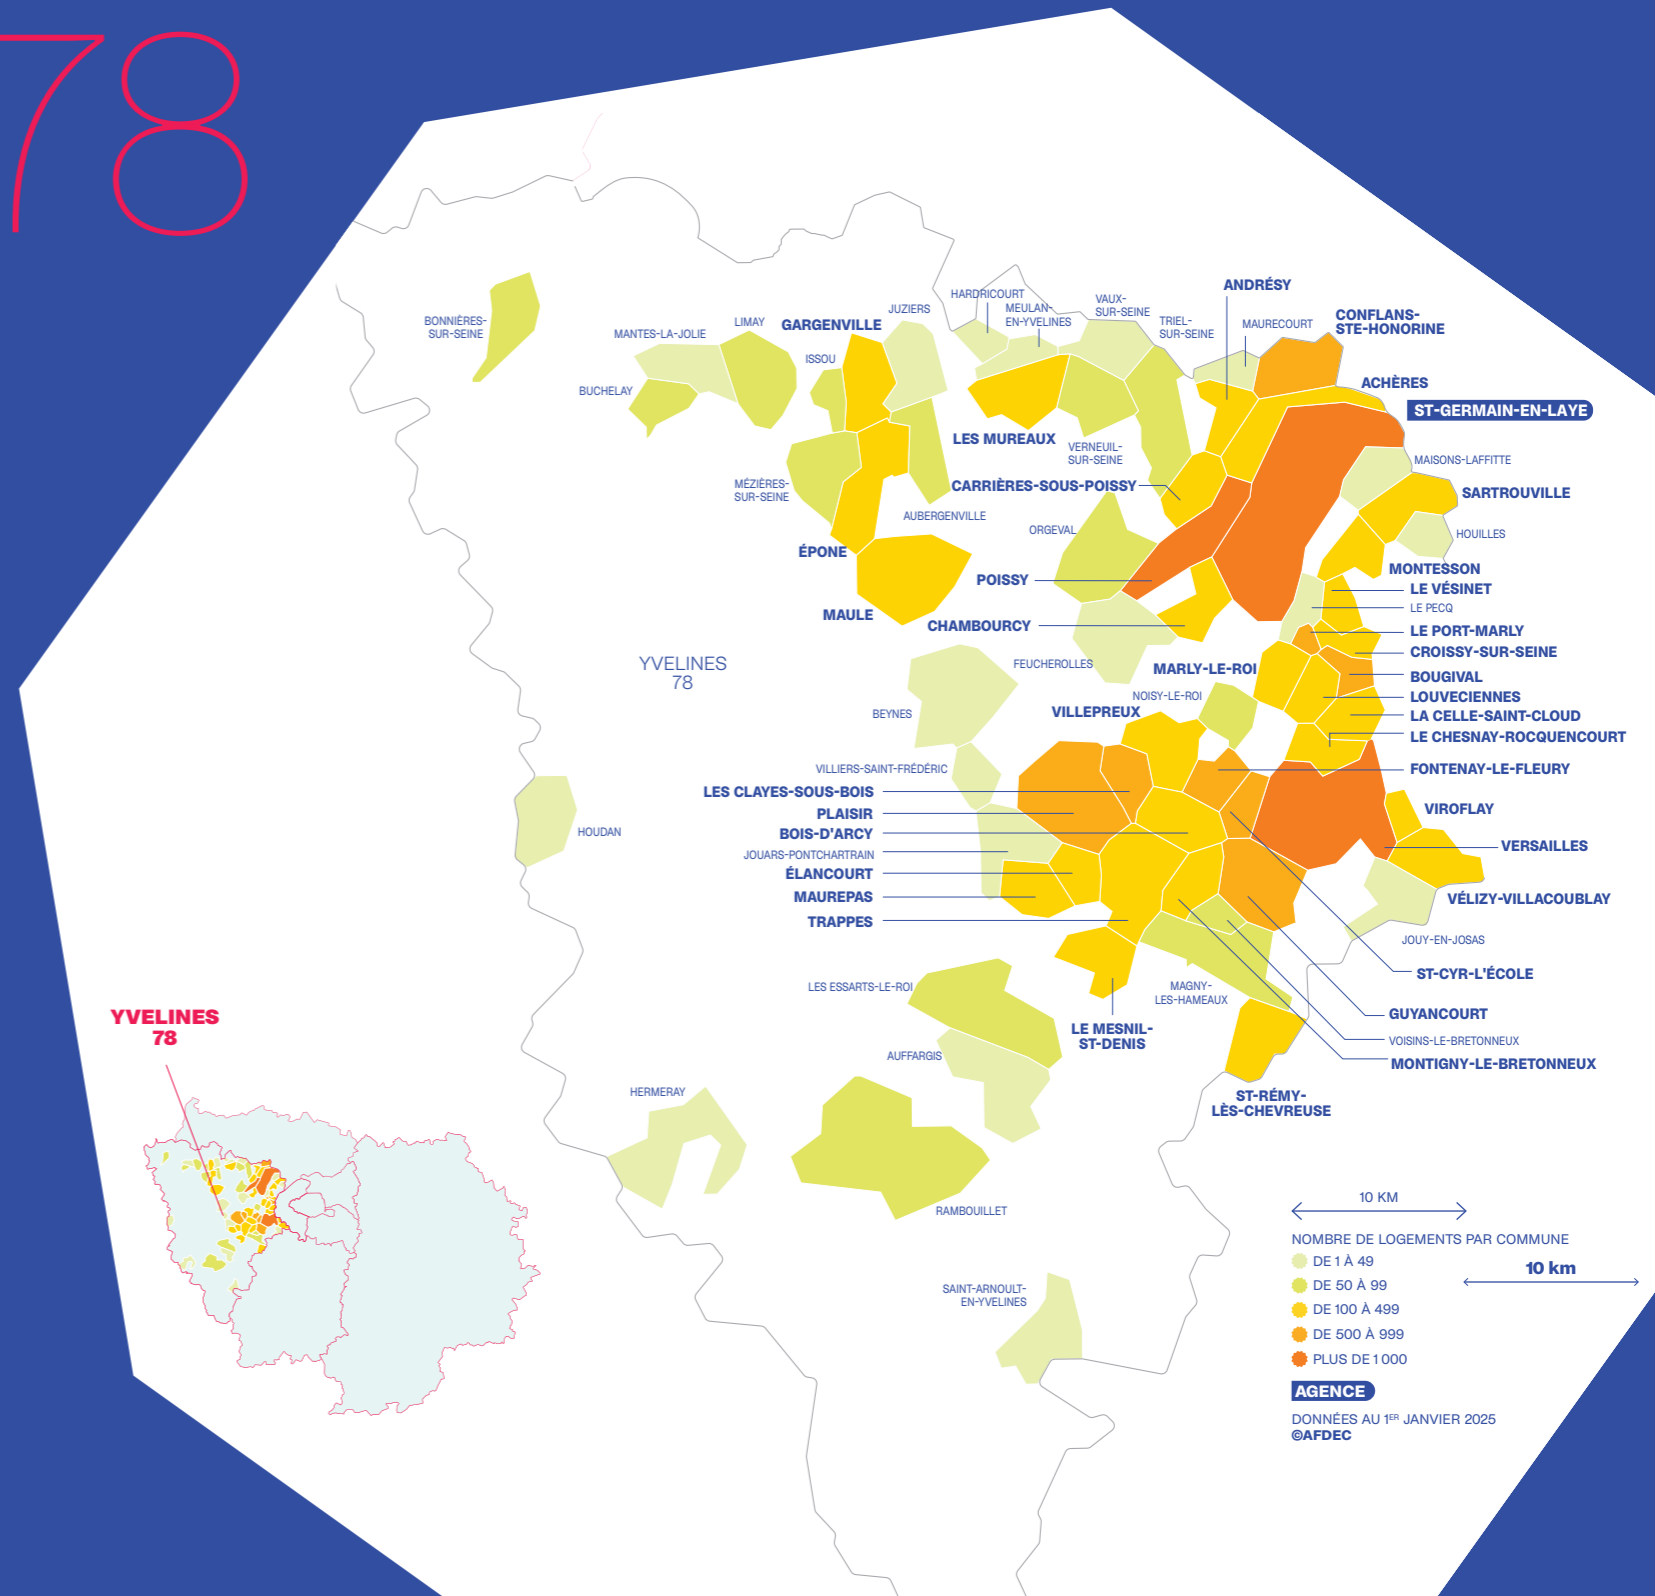 78
ANDRÉSY
HARDRICOURT
MEULAN-
EN-YVELINES
VAUX-
SUR-SEINE
TRIEL-
SUR-SEINE
MAURECOURT
CONFLANS-
STE-HONORINE
BONNIÈRES-
SUR-SEINE
MANTES-LA-JOLIE
LIMAY
GARGENVILLE
JUZIERS
ISSOU
BUCHELAY
ACHÈRES
ST-GERMAIN-EN-LAYE
LES MUREAUX
VERNEUIL-
SUR-SEINE
MAISONS-LAFFITTE
MÉZIÈRES-
SUR-SEINE
CARRIÈRES-SOUS-POISSY
SARTROUVILLE
AUBERGENVILLE
ORGEVAL
HOUILLES
ÉPONE
POISSY
MONTESSON
LE VÉSINET
LE PECQ
MAULE
CHAMBOURCY
LE PORT-MARLY
CROISSY-SUR-SEINE
YVELINES
78
FEUCHEROLLES
MARLY-LE-ROI
BOUGIVAL
NOISY-LE-ROI
LOUVECIENNES
BEYNES
VILLEPREUX
LA CELLE-SAINT-CLOUD
LE CHESNAY-ROCQUENCOURT
VILLIERS-SAINT-FRÉDÉRIC
FONTENAY-LE-FLEURY
LES CLAYES-SOUS-BOIS
PLAISIR
VIROFLAY
HOUDAN
BOIS-D'ARCY
VERSAILLES
JOUARS-PONTCHARTRAIN
ÉLANCOURT
MAUREPAS
VÉLIZY-VILLACOUBLAY
TRAPPES
JOUY-EN-JOSAS
ST-CYR-L'ÉCOLE
LES ESSARTS-LE-ROI
MAGNY-
LES-HAMEAUX
GUYANCOURT
LE MESNIL-
ST-DENIS
VOISINS-LE-BRETONNEUX
AUFFARGIS
MONTIGNY-LE-BRETONNEUX
HERMERAY
ST-RÉMY-
LÈS-CHEVREUSE
RAMBOUILLET
SAINT-ARNOULT-
EN-YVELINES
YVELINES
78
10 KM
NOMBRE DE LOGEMENTS PAR COMMUNE
DE 1 À 49
10 km
DE 50 À 99
DE 100 À 499
DE 500 À 999
PLUS DE 1 000
AGENCE
DONNÉES AU 1ER JANVIER 2025
©AFDEC